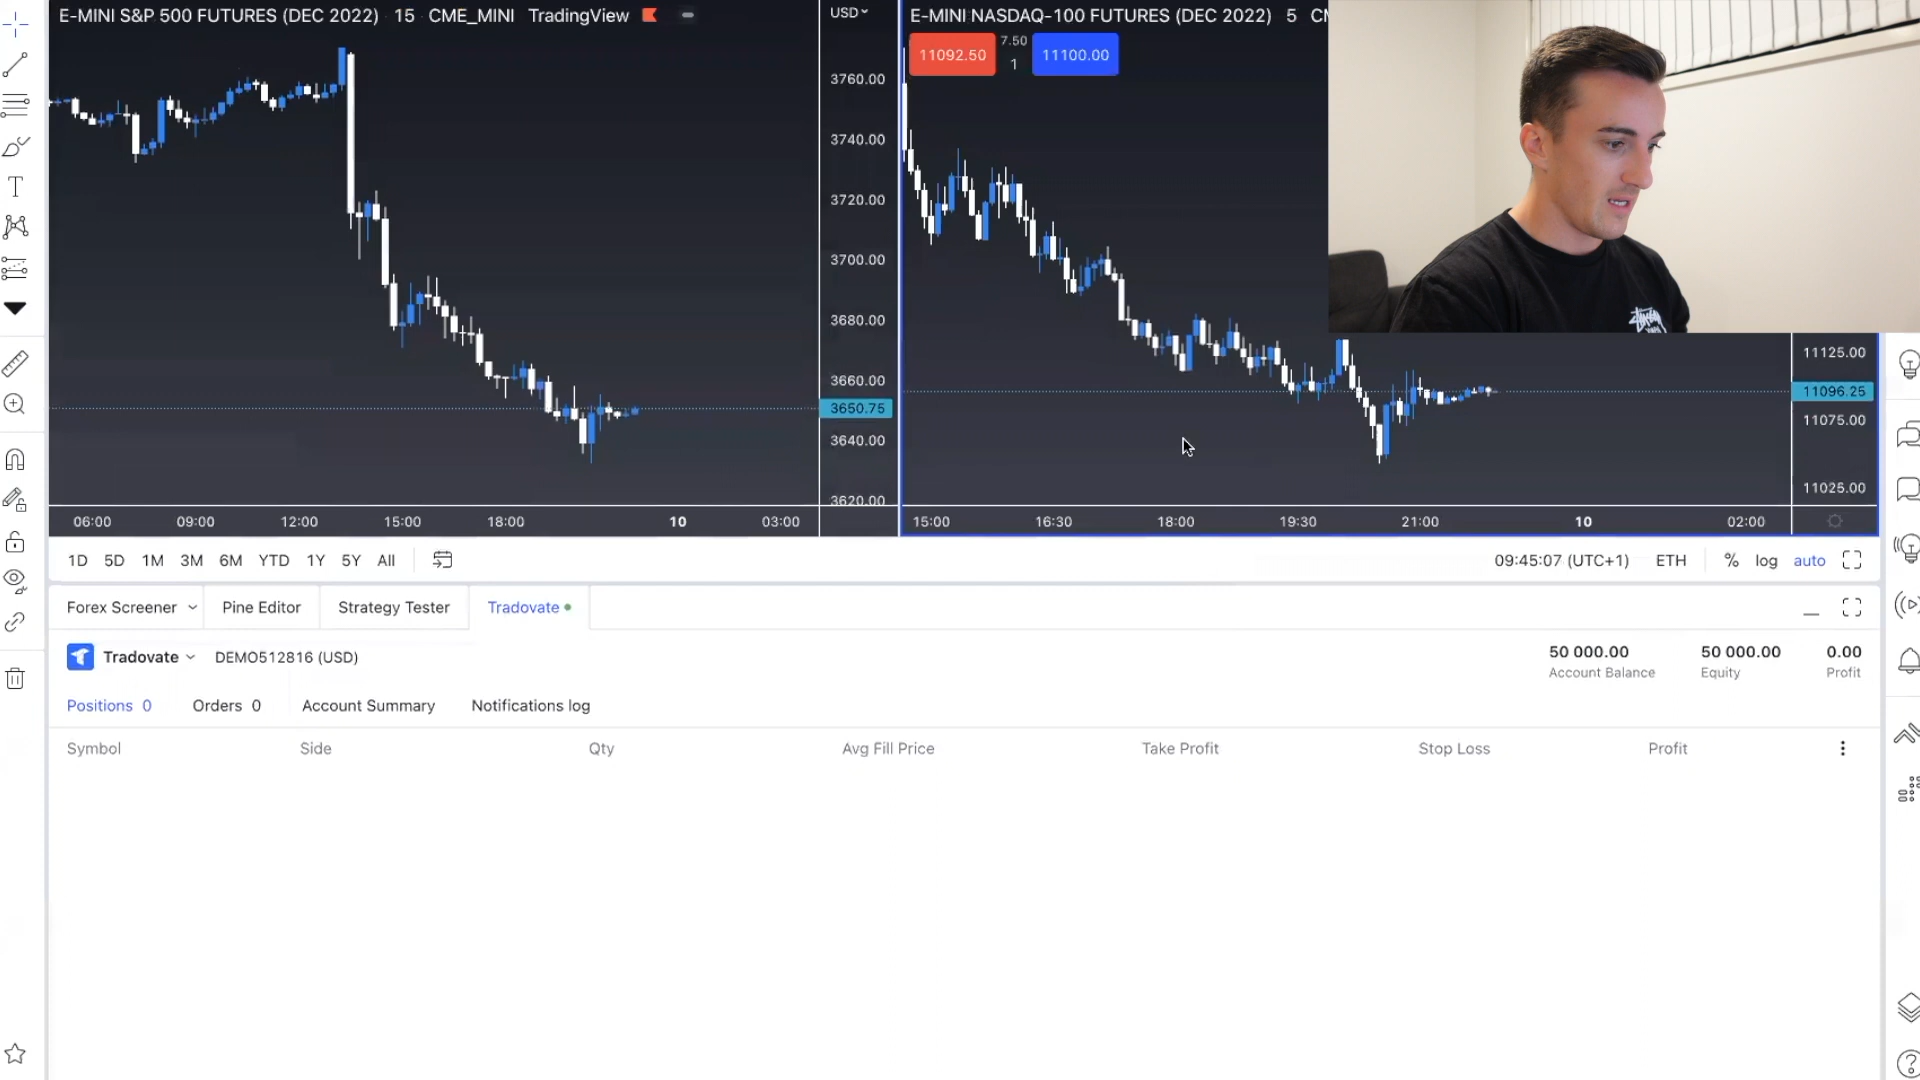 E-MINI S&P 500 FUTURES (DEC 2022) 15 CME_MINI TradingView
USD
E-MINI NASDAQ-100 FUTURES (DEC 2022) 5
11092.50
7.50
1
11100.00
3760.00
3740.00
3720.00
3700.00
3680.00
3660.00
3650.75
3640.00
3620.00
11125.00
11096.25
11075.00
11025.00
06:00 09:00 12:00 15:00 18:00 10 03:00
15:00 16:30 18:00 19:30 21:00 10 02:00
1D 5D 1M 3M 6M YTD 1Y 5Y All
09:45:07 (UTC+1) ETH % log auto
Forex Screener Pine Editor Strategy Tester Tradovate
Tradovate DEMO512816 (USD)
50 000.00 50 000.00 0.00
Account Balance Equity Profit
Positions 0 Orders 0 Account Summary Notifications log
Symbol Side Qty Avg Fill Price Take Profit Stop Loss Profit